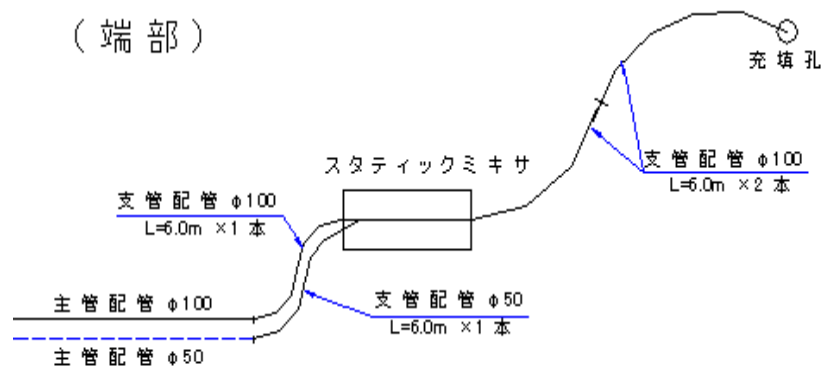 (端部)
充填孔
スタティックミキサ
支管配管 φ100
L=6.0m ×2 本
支管配管 φ100
L=6.0m ×1 本
主管配管 φ100
支管配管 φ50
L=6.0m ×1 本
主管配管 φ50